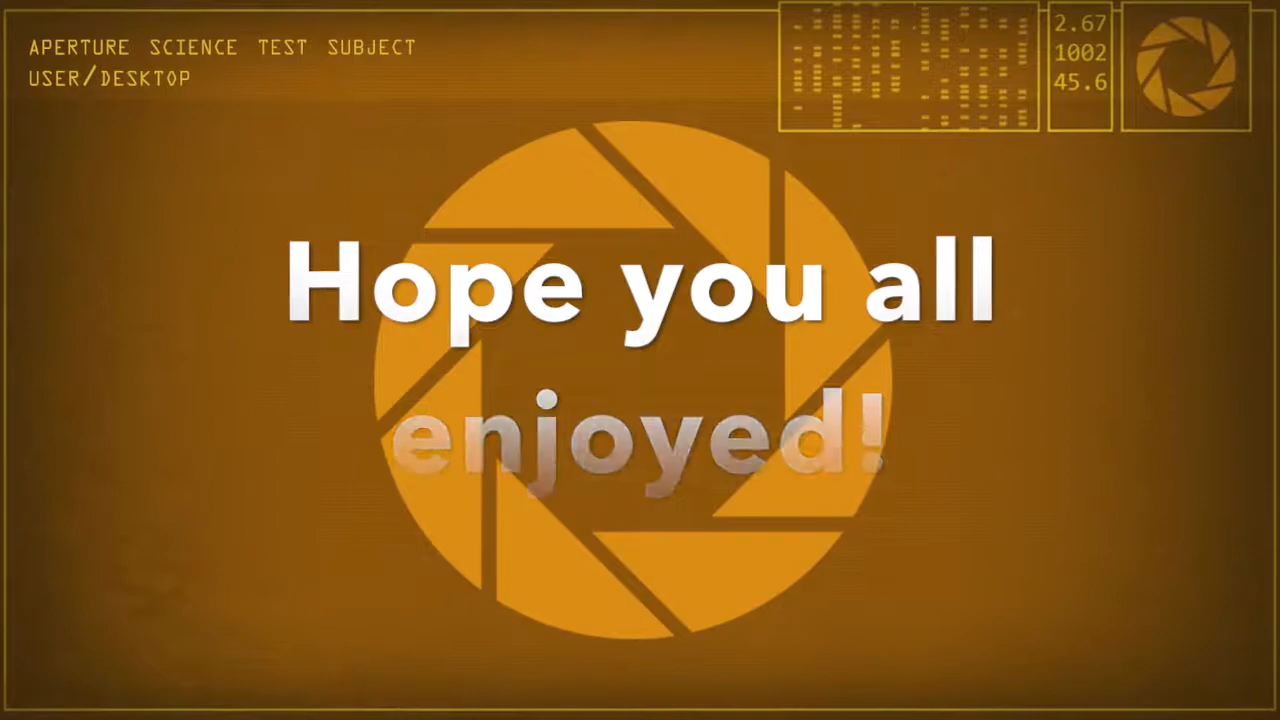 APERTURE SCIENCE TEST SUBJECT
USER/DESKTOP
2.67
1002
45.6
Hope you all
enjoyed!